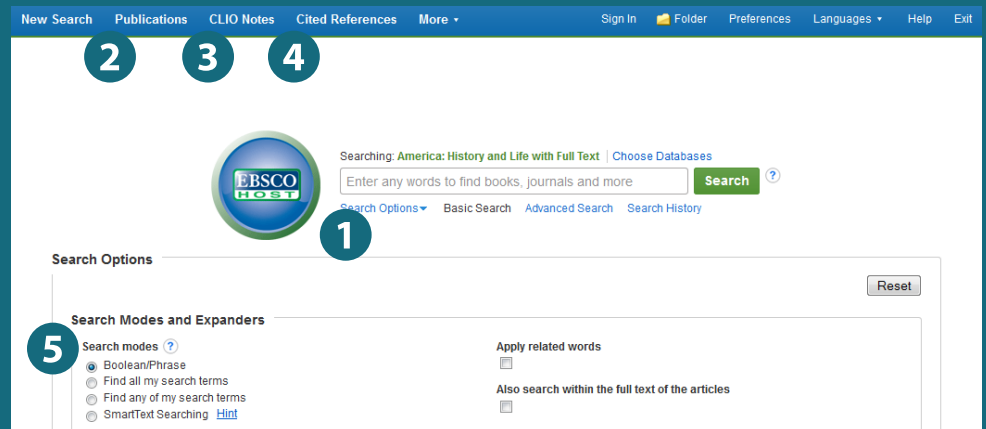 New Search Publications CLIO Notes Cited References More Sign In Folder Preferences Languages Help Exit
2 3 4
Searching: America: History and Life with Full Text | Choose Databases
Enter any words to find books, journals and more Search ?
EBSCO
HOST
Search Options Basic Search Advanced Search Search History
1
Search Options
Reset
Search Modes and Expanders
5
Search modes ? Apply related words
Boolean/Phrase
Find all my search terms
Find any of my search terms Also search within the full text of the articles
SmartText Searching Hint